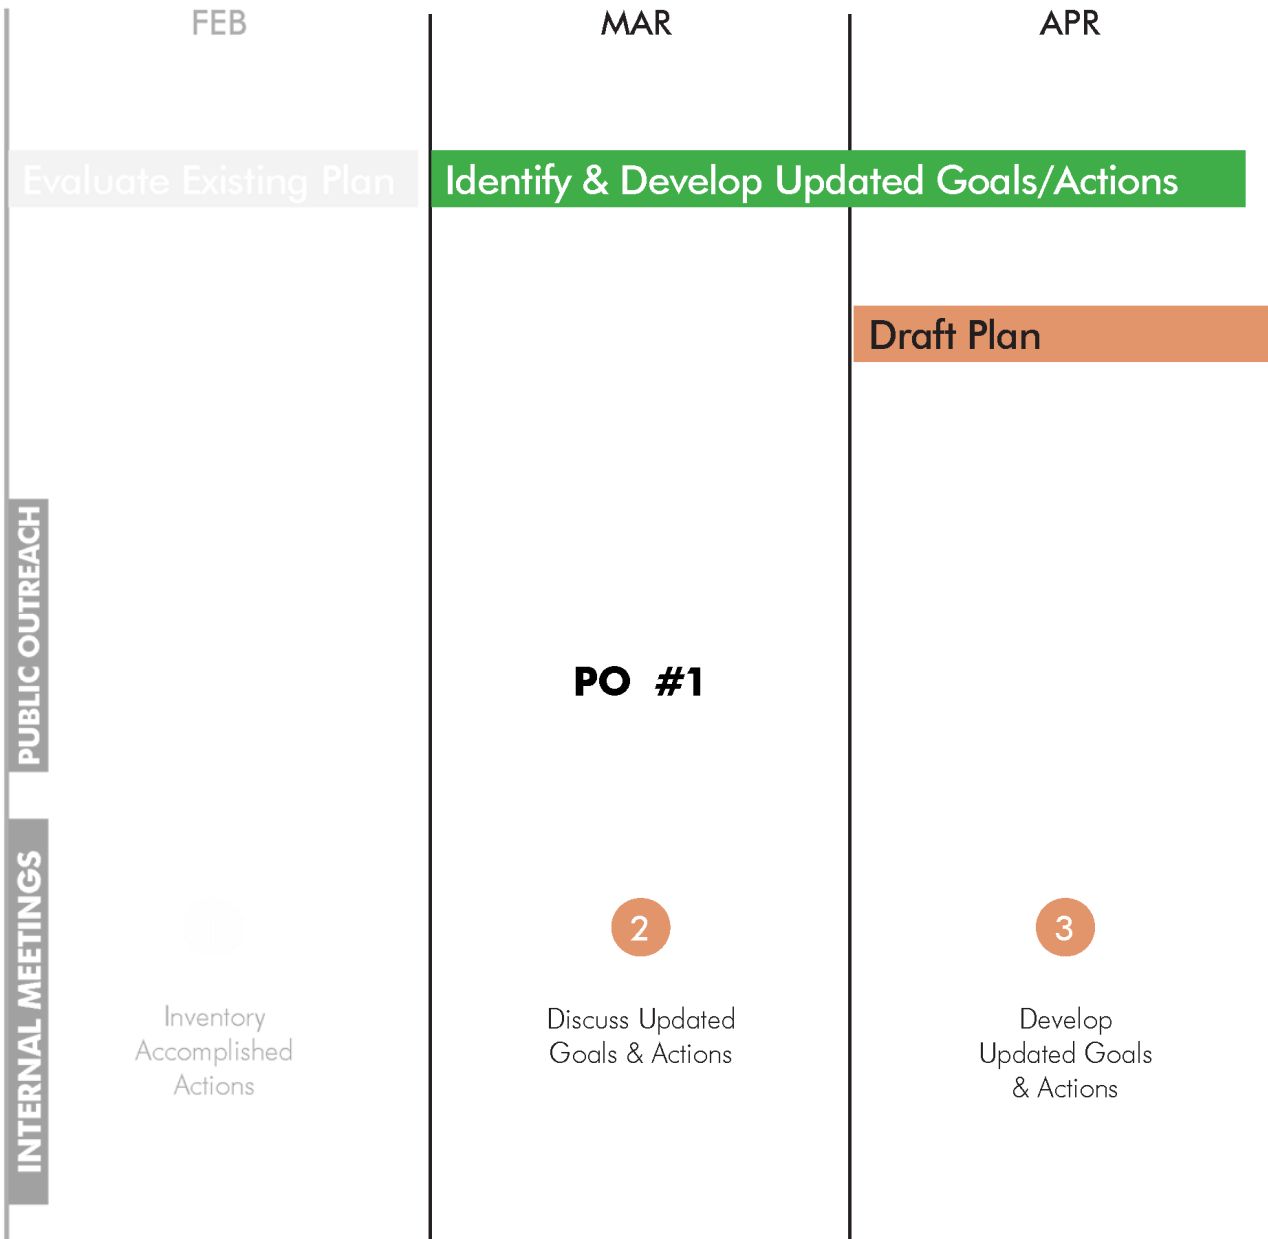 FEB
MAR
APR
Evaluate Existing Plan
Identify & Develop Updated Goals/Actions
Draft Plan
PUBLIC OUTREACH
PO #1
INTERNAL MEETINGS
2
3
Inventory
Accomplished
Actions
Discuss Updated
Goals & Actions
Develop
Updated Goals
& Actions